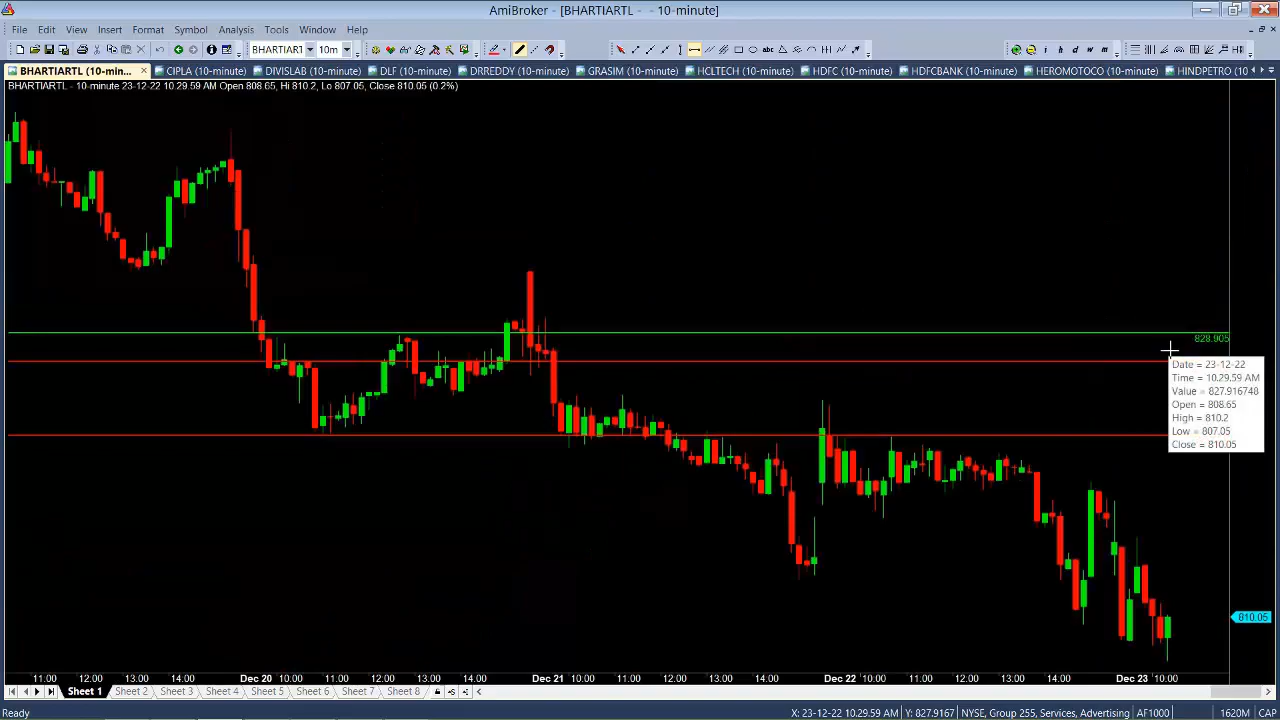 AmiBroker - [BHARTIARTL - - 10-minute]
File Edit View Insert Format Symbol Analysis Tools Window Help
BHARTIART 10m abc i h d w m
BHARTIARTL (10-min... CIPLA (10-minute) DIVISLAB (10-minute) DLF (10-minute) DRREDDY (10-minute) GRASIM (10-minute) HCLTECH (10-minute) HDFC (10-minute) HDFCBANK (10-minute) HEROMOTOCO (10-minute) HINDPETRO (10
BHARTIARTL - 10-minute 23-12-22 10.29.59 AM Open 808.65, Hi 810.2, Lo 807.05, Close 810.05 (0.2%)
828.905
Date = 23-12-22
Time = 10.29.59 AM
Value = 827.916748
Open = 808.65
High = 810.2
Low = 807.05
Close = 810.05
810.05
11.00 12.00 13.00 14.00 Dec 20 10.00 11.00 12.00 13.00 14.00 Dec 21 10.00 11.00 12.00 13.00 14.00 Dec 22 10.00 11.00 12.00 13.00 14.00 Dec 23 10.00
Sheet 1 Sheet 2 Sheet 3 Sheet 4 Sheet 5 Sheet 6 Sheet 7 Sheet 8
Ready X: 23-12-22 10.29.59 AM Y: 827.9167 NYSE, Group 255, Services, Advertising AF1000 1620M CAP